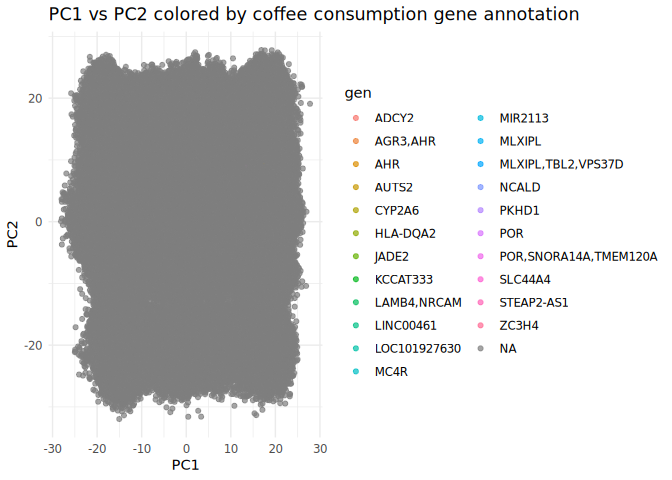 PC1 vs PC2 colored by coffee consumption gene annotation
20
0
-20
PC2
-30 -20 -10 0 10 20 30
PC1
gen
ADCY2
AGR3,AHR
AHR
AUTS2
CYP2A6
HLA-DQA2
JADE2
KCCAT333
LAMB4,NRCAM
LINC00461
LOC101927630
MC4R
MIR2113
MLXIPL
MLXIPL,TBL2,VPS37D
NCALD
PKHD1
POR
POR,SNORA14A,TMEM120A
SLC44A4
STEAP2-AS1
ZC3H4
NA